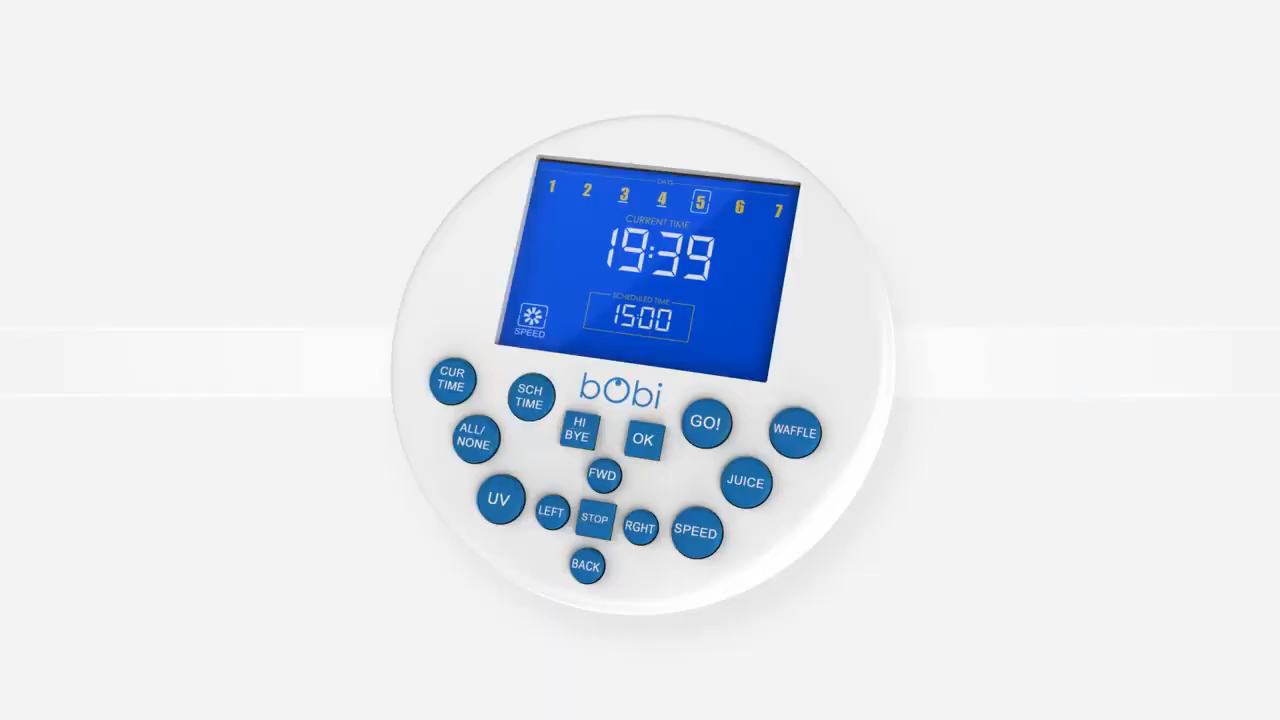 DAYS
1 2 3 4 5 6 7
CURRENT TIME
19:39
SCHEDULED TIME
15:00
SPEED
bObi
CUR
TIME
SCH
TIME
HI
BYE
OK
GO!
WAFFLE
ALL/
NONE
FWD
JUICE
UV
LEFT
STOP
RGHT
SPEED
BACK